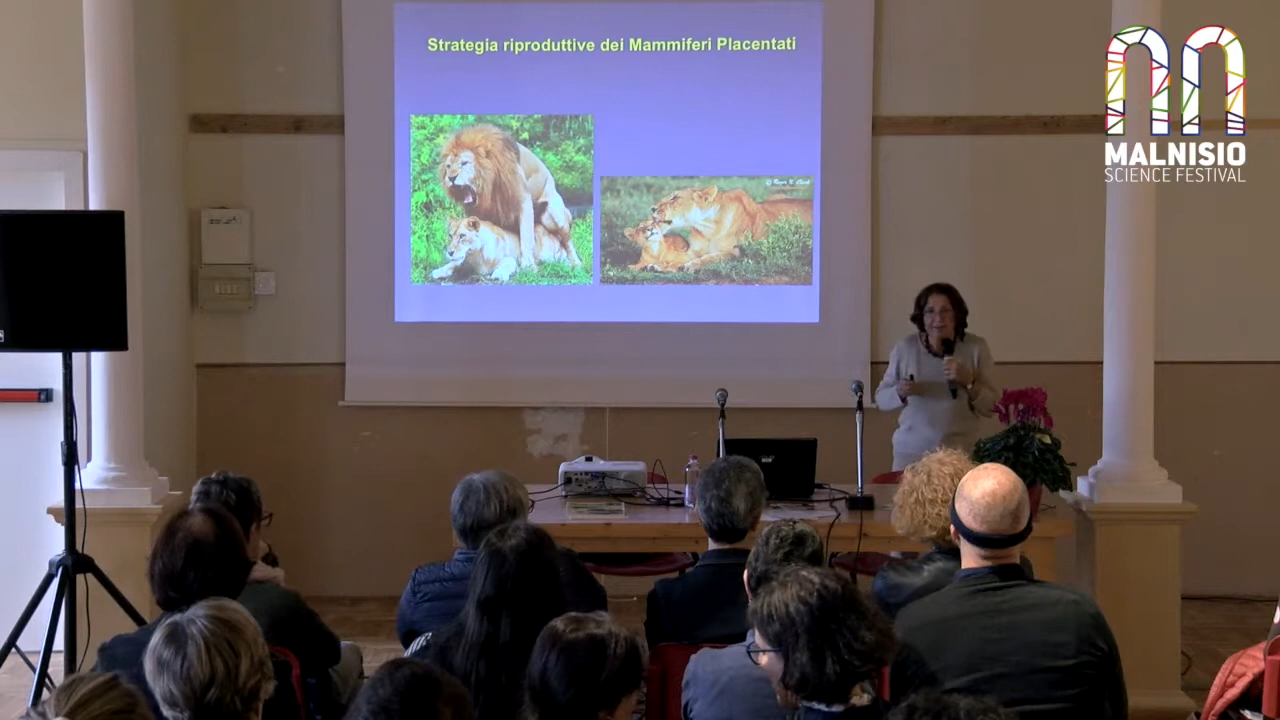 Strategia riproduttive dei Mammiferi Placentati
MALNISIO
SCIENCE FESTIVAL